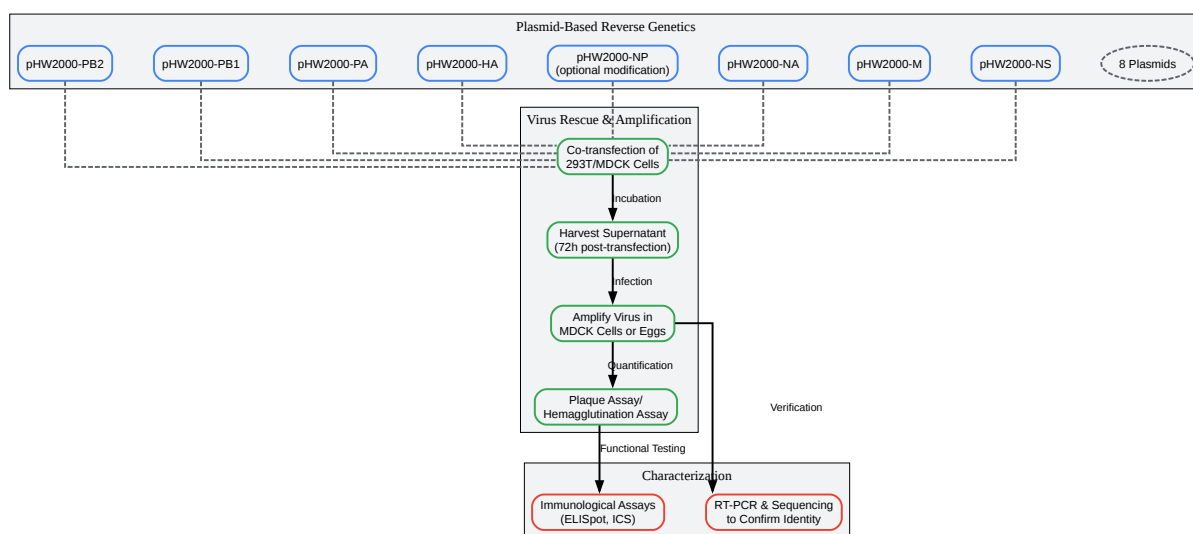 Plasmid-Based Reverse Genetics
pHW2000-PB2
pHW2000-PB1
pHW2000-PA
pHW2000-HA
pHW2000-NP
(optional modification)
pHW2000-NA
pHW2000-M
pHW2000-NS
8 Plasmids
Virus Rescue & Amplification
Co-transfection of
293T/MDCK Cells
Incubation
Harvest Supernatant
(72h post-transfection)
Infection
Amplify Virus in
MDCK Cells or Eggs
Quantification
Plaque Assay/
Hemagglutination Assay
Verification
Functional Testing
Characterization
Immunological Assays
(ELISpot, ICS)
RT-PCR & Sequencing
to Confirm Identity